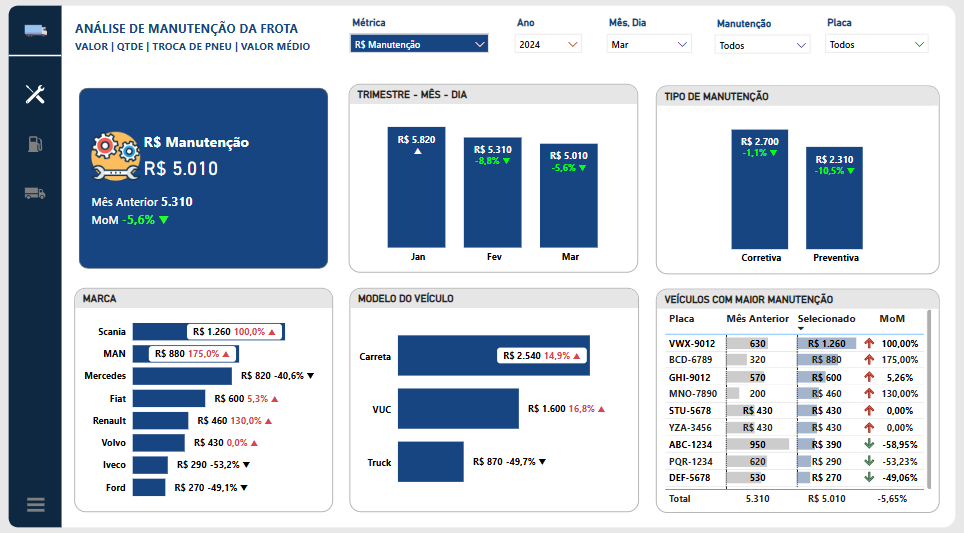 ANÁLISE DE MANUTENÇÃO DA FROTA
VALOR | QTDE | TROCA DE PNEU | VALOR MÉDIO
Métrica
R$ Manutenção
Ano
2024
Mês, Dia
Mar
Manutenção
Todos
Placa
Todos
R$ Manutenção
R$ 5.010
Mês Anterior 5.310
MoM -5,6% ▼
TRIMESTRE - MÊS - DIA
R$ 5.820 R$ 5.310 R$ 5.010
▲ -8,8% ▼ -5,6% ▼
Jan Fev Mar
TIPO DE MANUTENÇÃO
R$ 2.700 R$ 2.310
-1,1% ▼ -10,5% ▼
Corretiva Preventiva
MARCA
Scania R$ 1.260 100,0% ▲
MAN R$ 880 175,0% ▲
Mercedes R$ 820 -40,6% ▼
Fiat R$ 600 5,3% ▲
Renault R$ 460 130,0% ▲
Volvo R$ 430 0,0% ▲
Iveco R$ 290 -53,2% ▼
Ford R$ 270 -49,1% ▼
MODELO DO VEÍCULO
Carreta R$ 2.540 14,9% ▲
VUC R$ 1.600 16,8% ▲
Truck R$ 870 -49,7% ▼
VEÍCULOS COM MAIOR MANUTENÇÃO
Placa Mês Anterior Selecionado MoM
VWX-9012 630 R$ 1.260 100,00%
BCD-6789 320 R$ 880 175,00%
GHI-9012 570 R$ 600 5,26%
MNO-7890 200 R$ 460 130,00%
STU-5678 R$ 430 R$ 430 0,00%
YZA-3456 R$ 430 R$ 430 0,00%
ABC-1234 950 R$ 390 -58,95%
PQR-1234 620 R$ 290 -53,23%
DEF-5678 530 R$ 270 -49,06%
Total 5.310 R$ 5.010 -5,65%